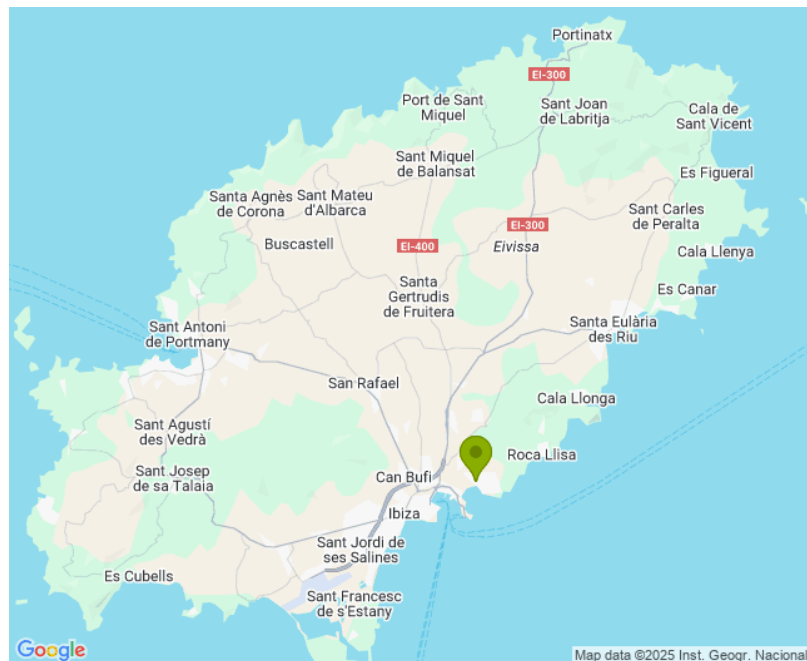 Portinatx
EI-300
Port de Sant
Miquel
Sant Joan
de Labritja
Cala de
Sant Vicent
Sant Miquel
de Balansat
Es Figueral
Santa Agnès
de Corona
Sant Mateu
d'Albarca
Sant Carles
de Peralta
EI-300
Buscastell
EI-400
Eivissa
Cala Llenya
Santa
Gertrudis
de Fruitera
Es Canar
Sant Antoni
de Portmany
Santa Eulària
des Riu
San Rafael
Cala Llonga
Sant Agustí
des Vedrà
Roca Llisa
Sant Josep
de sa Talaia
Can Bufi
Ibiza
Sant Jordi de
ses Salines
Es Cubells
Sant Francesc
de s'Estany
Google
Map data ©2025 Inst. Geogr. Nacional